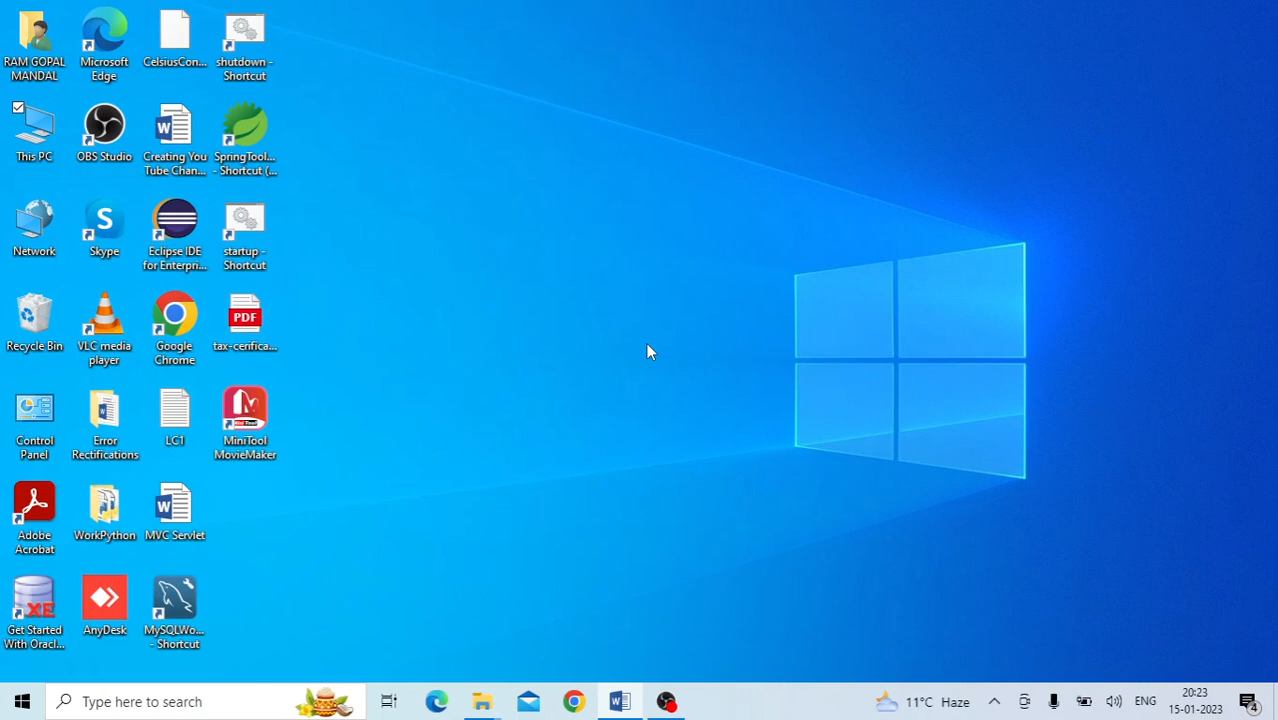 RAM GOPAL
MANDAL
Microsoft
Edge
CelsiusCon...
shutdown -
Shortcut
This PC
OBS Studio
Creating You
Tube Chan...
SpringTool...
- Shortcut (...
Network
Skype
Eclipse IDE
for Enterpri...
startup -
Shortcut
Recycle Bin
VLC media
player
Google
Chrome
PDF
tax-cerifica...
Control
Panel
Error
Rectifications
LC1
Mini Tool
MiniTool
MovieMaker
Adobe
Acrobat
WorkPython
MVC Servlet
XE
Get Started
With Oracl...
AnyDesk
MySQLWo...
- Shortcut
Type here to search
11°C Haze
ENG
20:23
15-01-2023
4